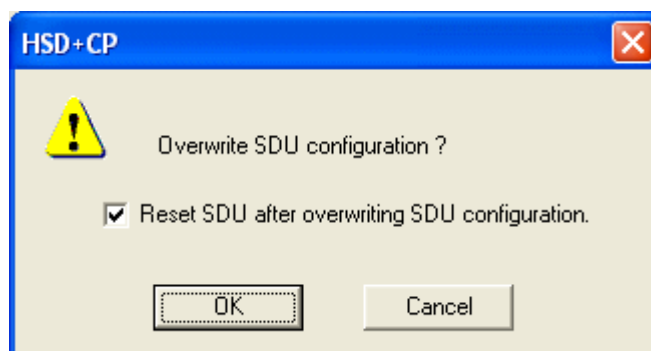 HSD+CP
Overwrite SDU configuration ?
Reset SDU after overwriting SDU configuration.
OK Cancel